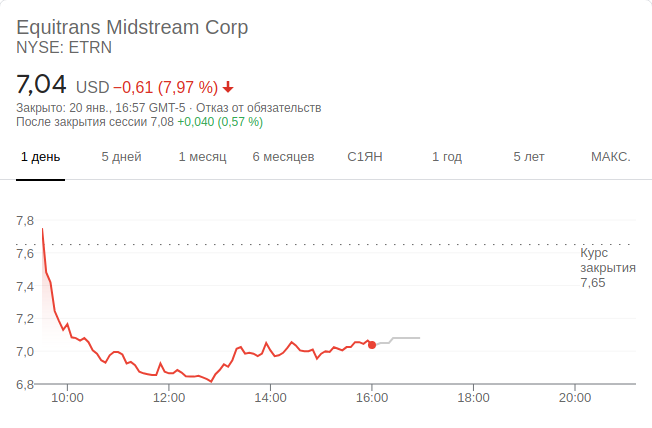 Equitrans Midstream Corp
NYSE: ETRN
7,04 USD −0,61 (7,97 %)
Закрыто: 20 янв., 16:57 GMT-5 · Отказ от обязательств
После закрытия сессии 7,08 +0,040 (0,57 %)
1 день 5 дней 1 месяц 6 месяцев С1ЯН 1 год 5 лет МАКС.
7,8
7,6
7,4
7,2
7,0
6,8
Курс
закрытия
7,65
10:00 12:00 14:00 16:00 18:00 20:00